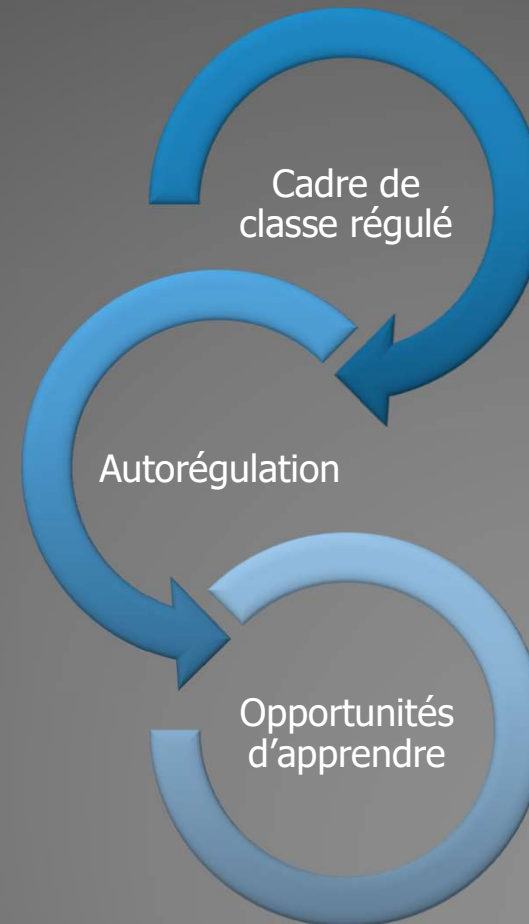 Cadre de
classe régulé
Autorégulation
Opportunités
d’apprendre